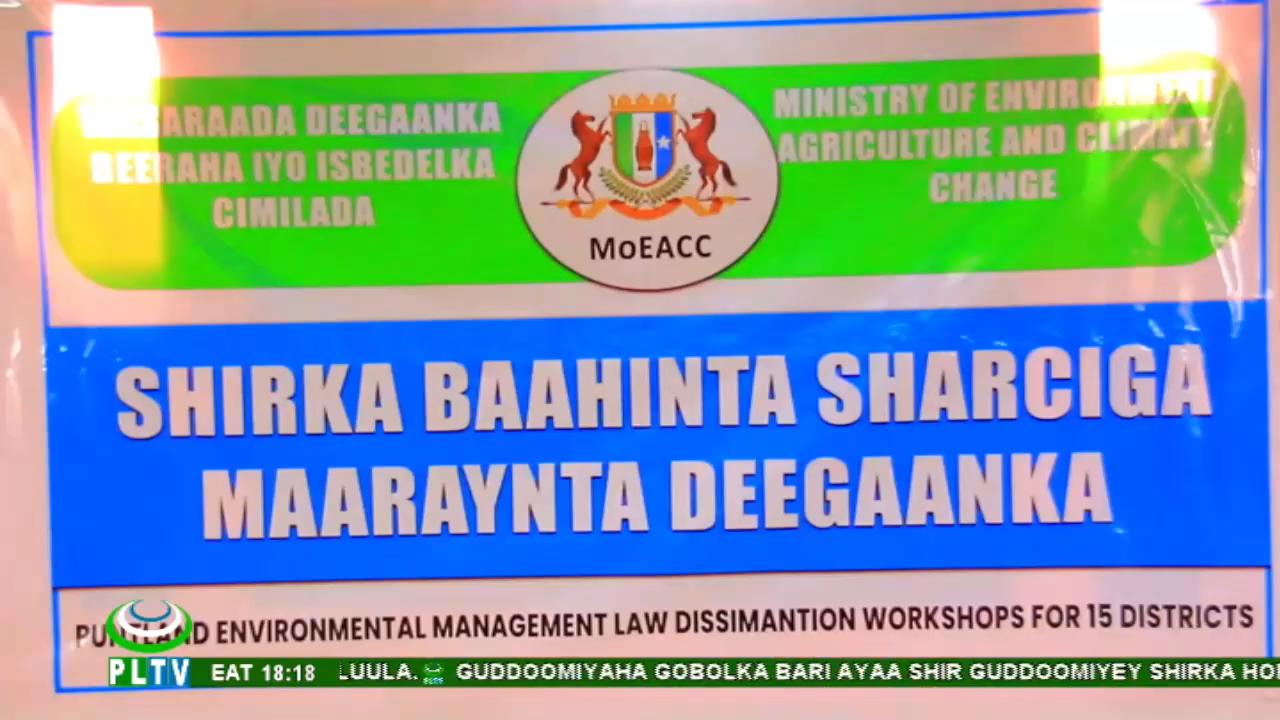 DEEGAANKA
BEERAHA IYO ISBEDELKA
CIMILADA
MoEACC
MINISTRY OF ENVIRONMENT
AGRICULTURE AND CLIMATE
CHANGE
SHIRKA BAAHINTA SHARCIGA
MAARAYNTA DEEGAANKA
PUNTLAND ENVIRONMENTAL MANAGEMENT LAW DISSIMANTION WORKSHOPS FOR 15 DISTRICTS
PLTV EAT 18:18 LUULA. GUDDOOMIYAHA GOBOLKA BARI AYAA SHIR GUDDOOMIYEY SHIRKA